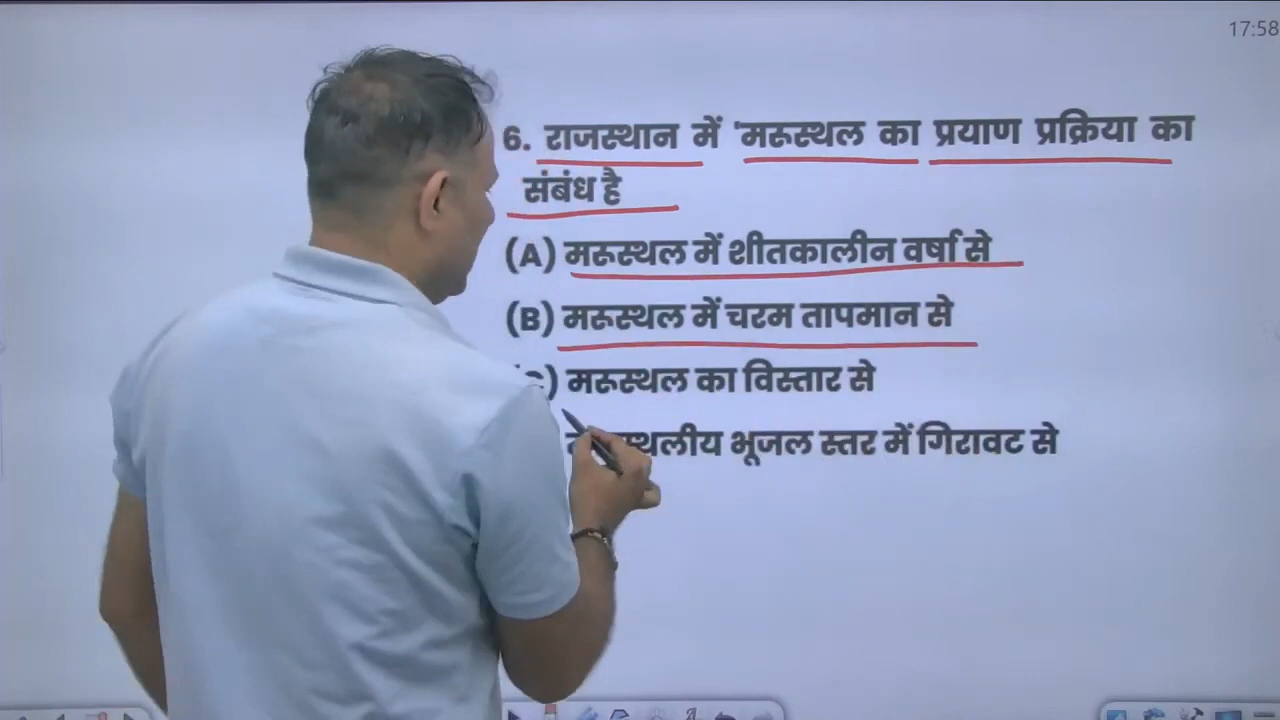 17:58
6. राजस्थान में 'मरूस्थल का प्रयाण प्रक्रिया का
संबंध है
(A) मरूस्थल में शीतकालीन वर्षा से
(B) मरूस्थल में चरम तापमान से
मरूस्थल का विस्तार से
भूजल स्तर में गिरावट से